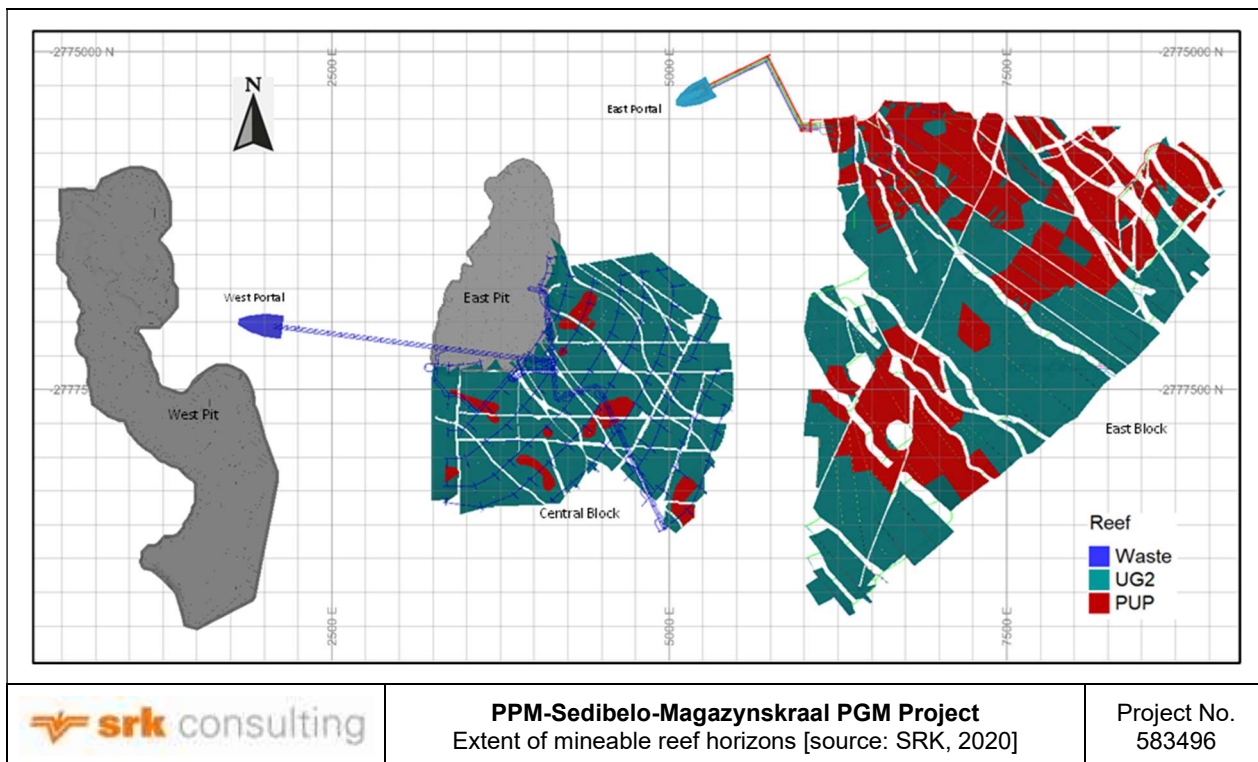 -2775000 N
-2775000 N
2500 E
5000 E
7500 E
N
East Portal
West Portal
East Pit
-2777500 N
West Pit
East Block
Central Block
Reef
Waste
UG2
PUP
2500 E
5000 E
7500 E
srk consulting
PPM-Sedibelo-Magazynskraal PGM Project
Extent of mineable reef horizons [source: SRK, 2020]
Project No.
583496